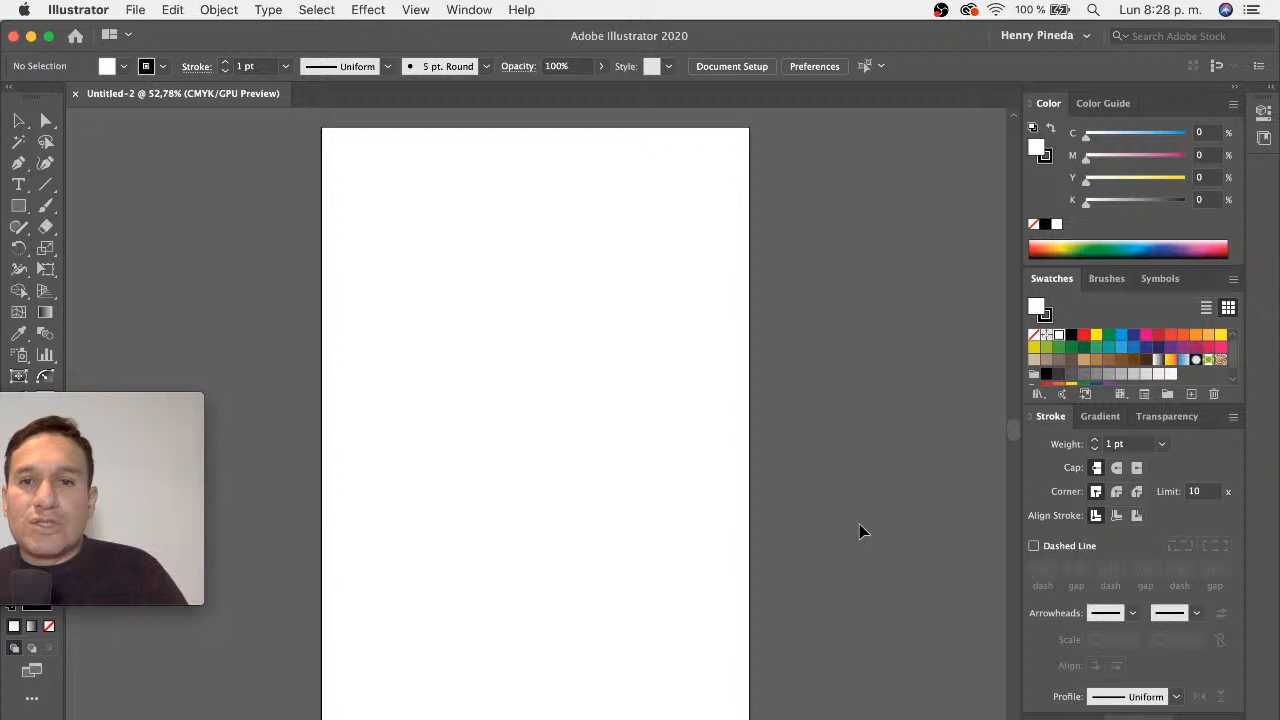 Illustrator File Edit Object Type Select Effect View Window Help 100 % Lun 8:28 p. m.
Adobe Illustrator 2020 Henry Pineda Search Adobe Stock
No Selection Stroke: 1 pt Uniform 5 pt. Round Opacity: 100% Style: Document Setup Preferences
× Untitled-2 @ 52,78% (CMYK/GPU Preview)
Color Color Guide
C 0 %
M 0 %
Y 0 %
K 0 %
Swatches Brushes Symbols
Stroke Gradient Transparency
Weight: 1 pt
Cap:
Corner: Limit: 10 x
Align Stroke:
Dashed Line
dash gap dash gap dash gap
Arrowheads:
Scale
Align:
Profile: Uniform